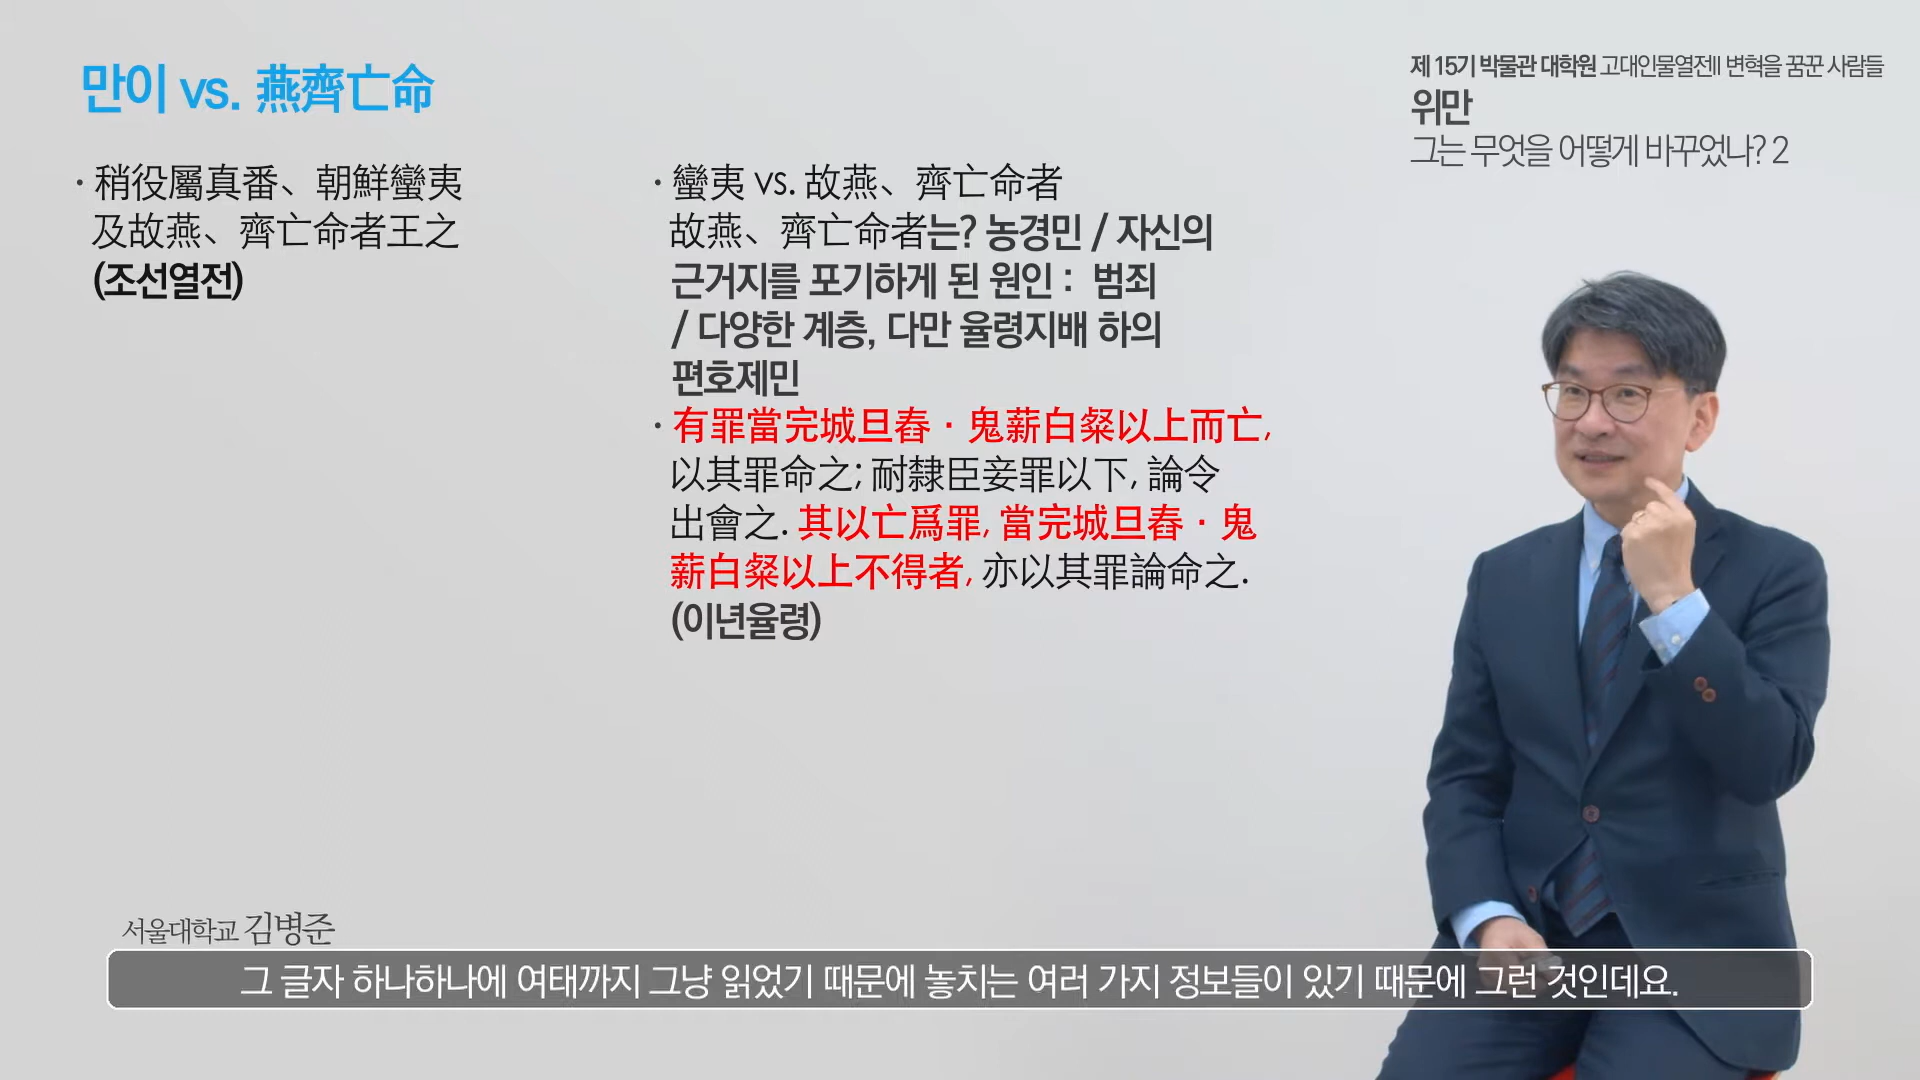 만이 vs. 燕齊亡命
제 15기 박물관 대학원 고대인물열전II 변혁을 꿈꾼 사람들
위만
그는 무엇을 어떻게 바꾸었나? 2
· 稍役屬真番、朝鮮蠻夷
及故燕、齊亡命者王之
(조선열전)
· 蠻夷 vs. 故燕、齊亡命者
故燕、齊亡命者는? 농경민 / 자신의
근거지를 포기하게 된 원인 : 범죄
/ 다양한 계층, 다만 율령지배 하의
편호제민
· 有罪當完城旦舂 · 鬼薪白粲以上而亡,
以其罪命之; 耐隸臣妾罪以下, 論令
出會之. 其以亡爲罪, 當完城旦舂 · 鬼
薪白粲以上不得者, 亦以其罪論命之.
(이년율령)
서울대학교 김병준
그 글자 하나하나에 여태까지 그냥 읽었기 때문에 놓치는 여러 가지 정보들이 있기 때문에 그런 것인데요.